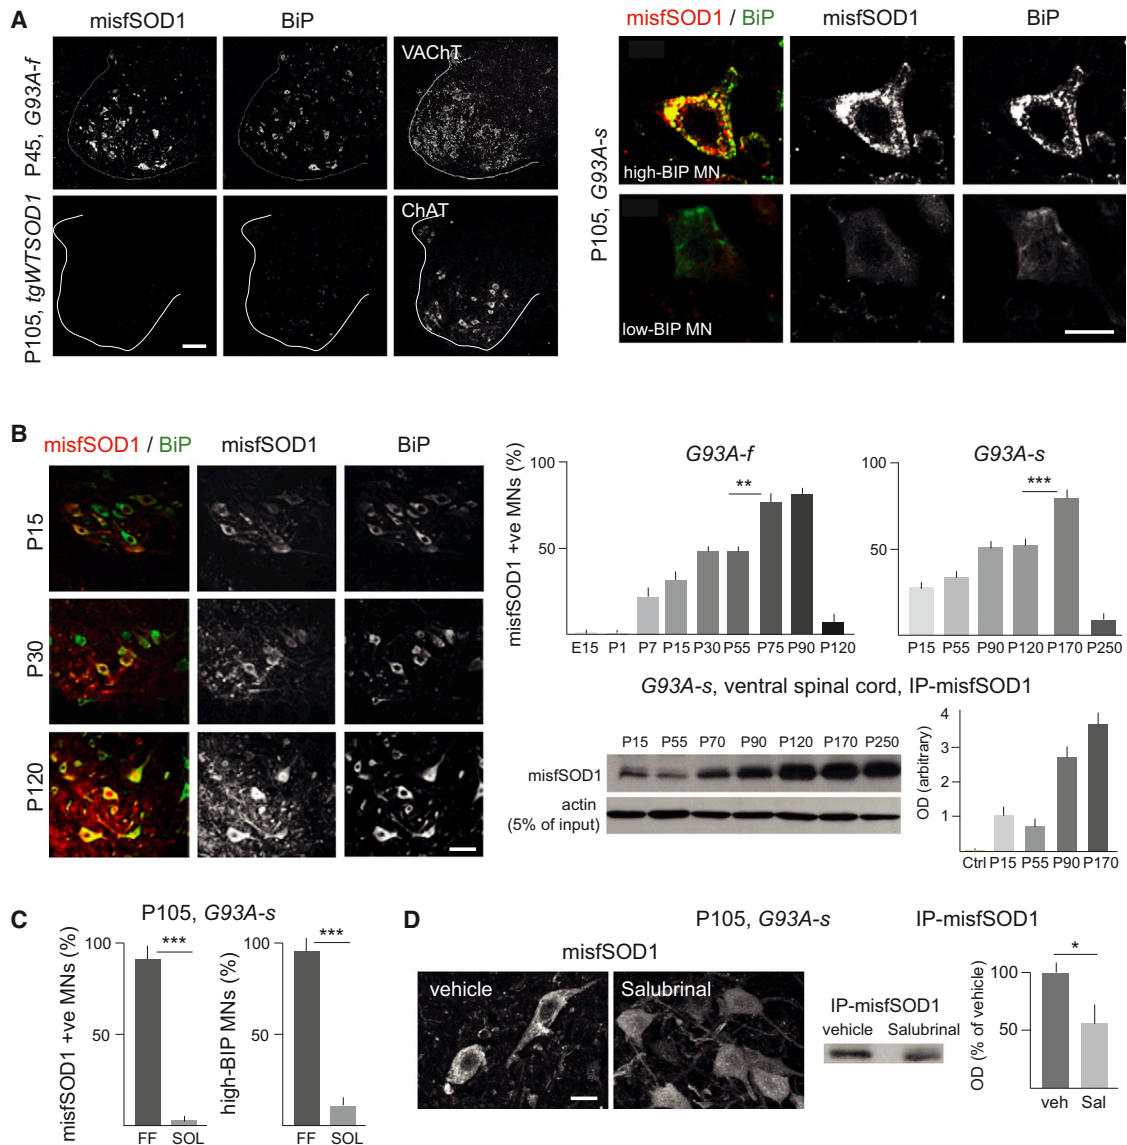 A
misfSOD1
BiP
P45, G93A-f
VAChT
P105, tgWTSOD1
ChAT
misfSOD1 / BiP
misfSOD1
BiP
P105, G93A-s
high-BIP MN
low-BIP MN
B
misfSOD1 / BiP
misfSOD1
BiP
P15
P30
P120
misfSOD1 +ve MNs (%)
G93A-f
100
50
**
E15 P1 P7 P15 P30 P55 P75 P90 P120
G93A-s
100
50
***
P15 P55 P90 P120 P170 P250
G93A-s, ventral spinal cord, IP-misfSOD1
P15 P55 P70 P90 P120 P170 P250
misfSOD1
actin
(5% of input)
OD (arbitrary)
4
3
2
1
Ctrl P15 P55 P90 P170
C
P105, G93A-s
misfSOD1 +ve MNs (%)
100
50
***
FF SOL
high-BIP MNs (%)
100
50
***
FF SOL
D
P105, G93A-s
misfSOD1
vehicle
Salubrinal
IP-misfSOD1
vehicle Salubrinal
IP-misfSOD1
OD (% of vehicle)
100
50
*
veh Sal